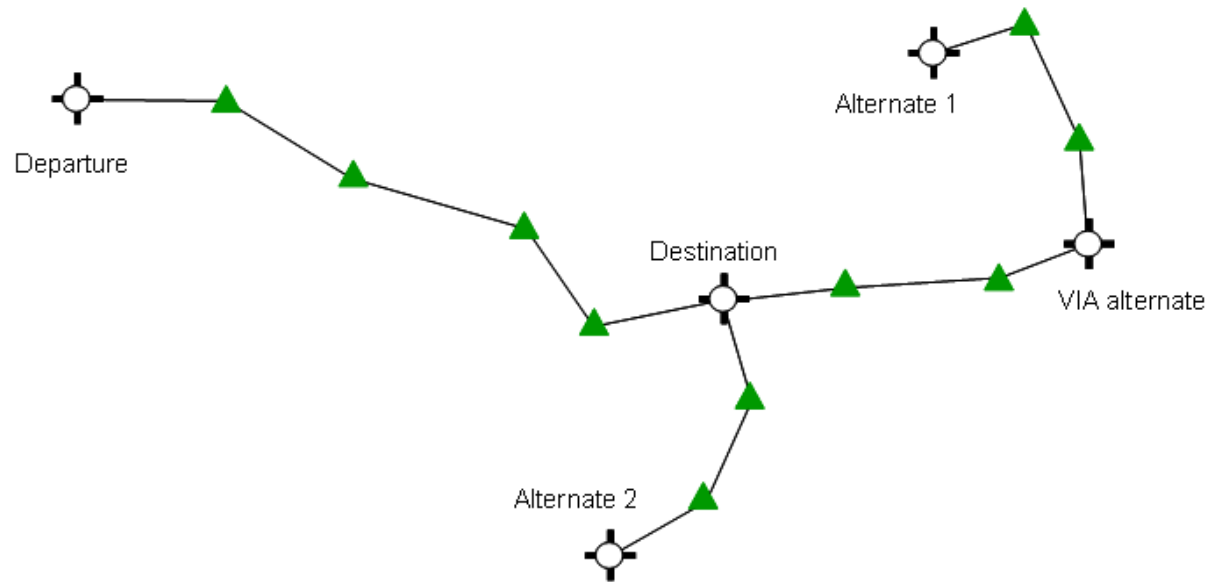 Alternate 1
Departure
Destination
VIA alternate
Alternate 2